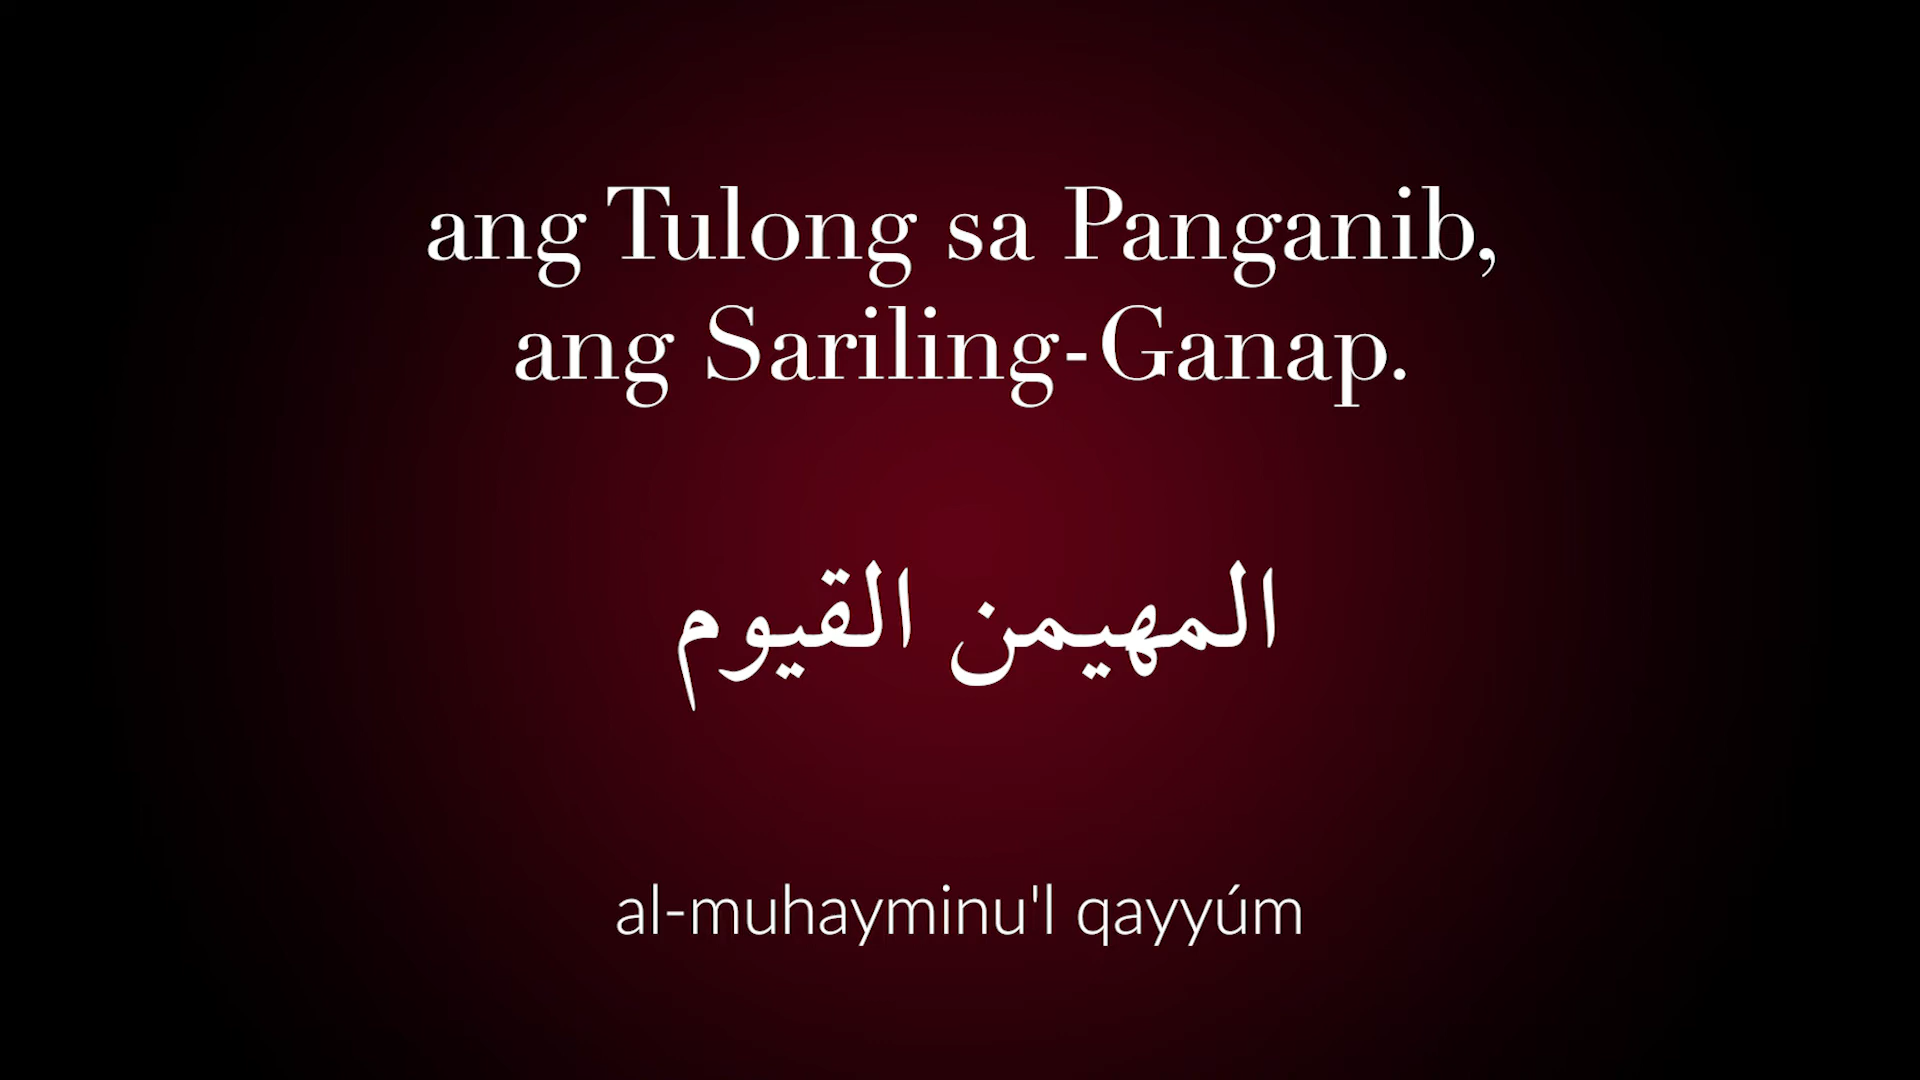 ang Tulong sa Panganib,
ang Sariling-Ganap.
المهيمن القيوم
al-muhayminu'l qayyúm